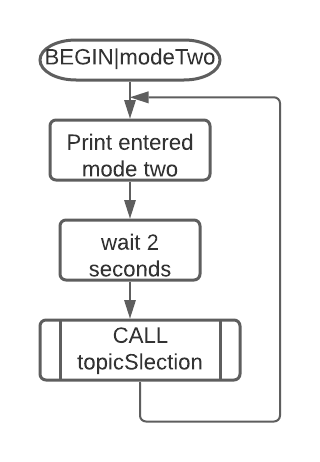 BEGIN|modeTwo
Print entered
mode two
wait 2
seconds
CALL
topicSlection